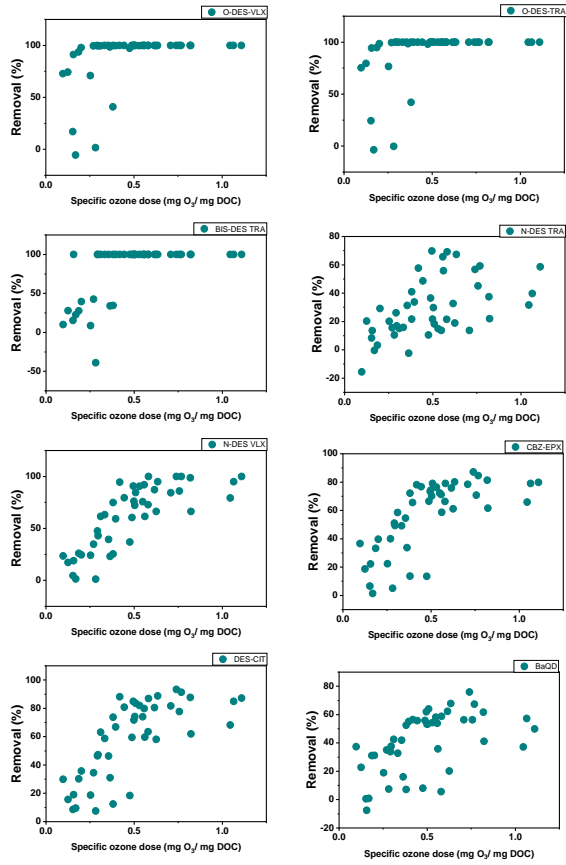 O-DES-VLX
100
50
0
Removal (%)
0.0
0.5
1.0
Specific ozone dose (mg O3/ mg DOC)
O-DES-TRA
100
50
0
Removal (%)
0.0
0.5
1.0
Specific ozone dose (mg O3/ mg DOC)
BIS-DES TRA
100
50
0
-50
Removal (%)
0.0
0.5
1.0
Specific ozone dose (mg O3/ mg DOC)
N-DES TRA
80
60
40
20
0
-20
Removal (%)
0.0
0.5
1.0
Specific ozone dose (mg O3/ mg DOC)
N-DES VLX
100
50
0
Removal (%)
0.0
0.5
1.0
Specific ozone dose (mg O3/ mg DOC)
CBZ-EPX
100
80
60
40
20
0
Removal (%)
0.0
0.5
1.0
Specific ozone dose (mg O3/ mg DOC)
DES-CIT
100
80
60
40
20
0
Removal (%)
0.0
0.5
1.0
Specific ozone dose (mg O3/ mg DOC)
BaQD
80
60
40
20
0
-20
Removal (%)
0.0
0.5
1.0
Specific ozone dose (mg O3/ mg DOC)